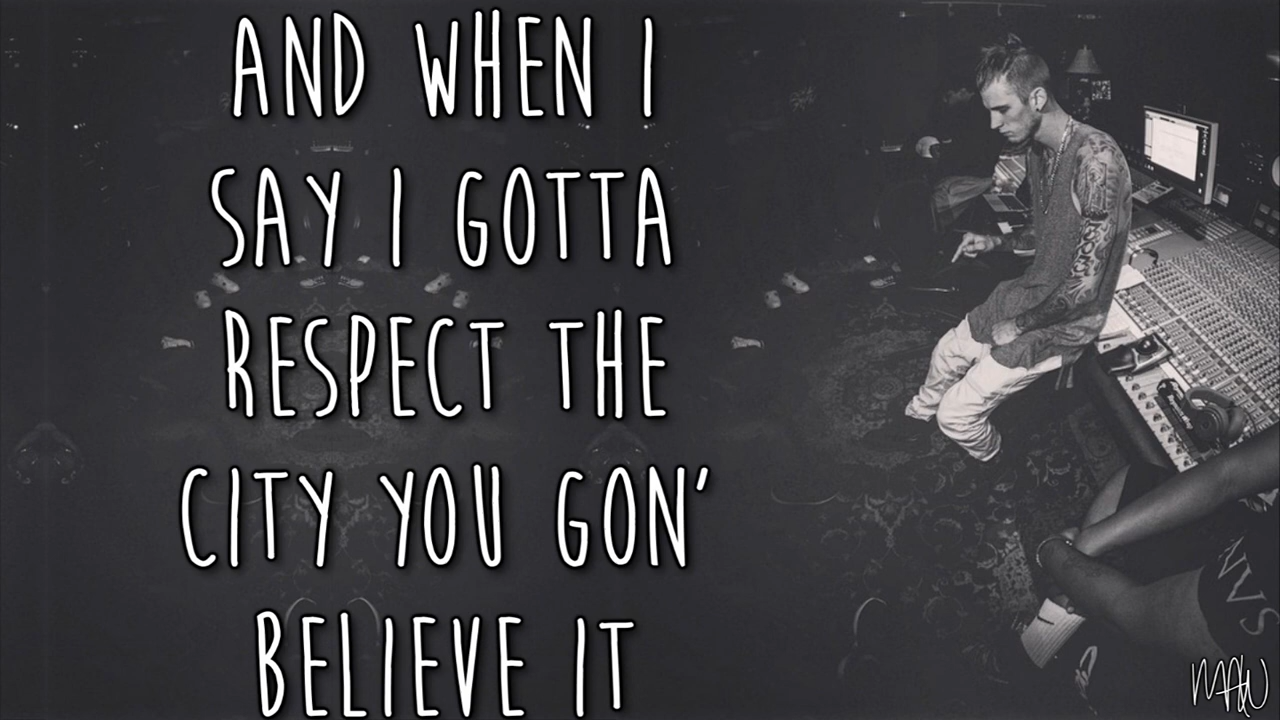 AND WHEN I
SAY I GOTTA
RESPECT THE
CITY YOU GON'
BELIEVE IT